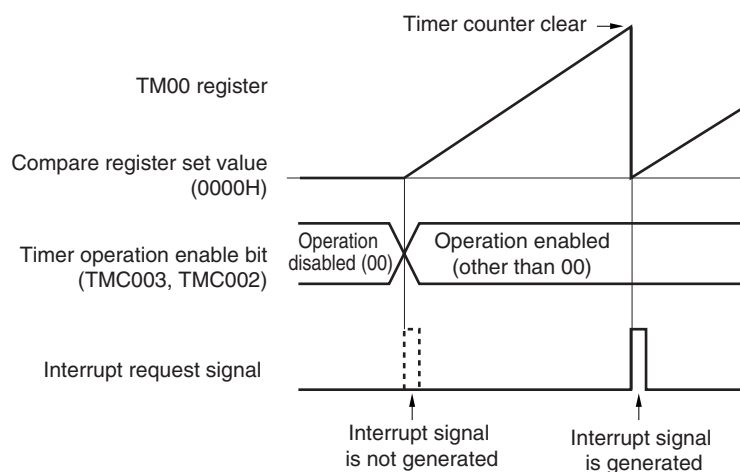 Timer counter clear
TM00 register
Compare register set value
(0000H)
Timer operation enable bit
(TMC003, TMC002)
Operation
disabled (00)
Operation enabled
(other than 00)
Interrupt request signal
Interrupt signal
is not generated
Interrupt signal
is generated